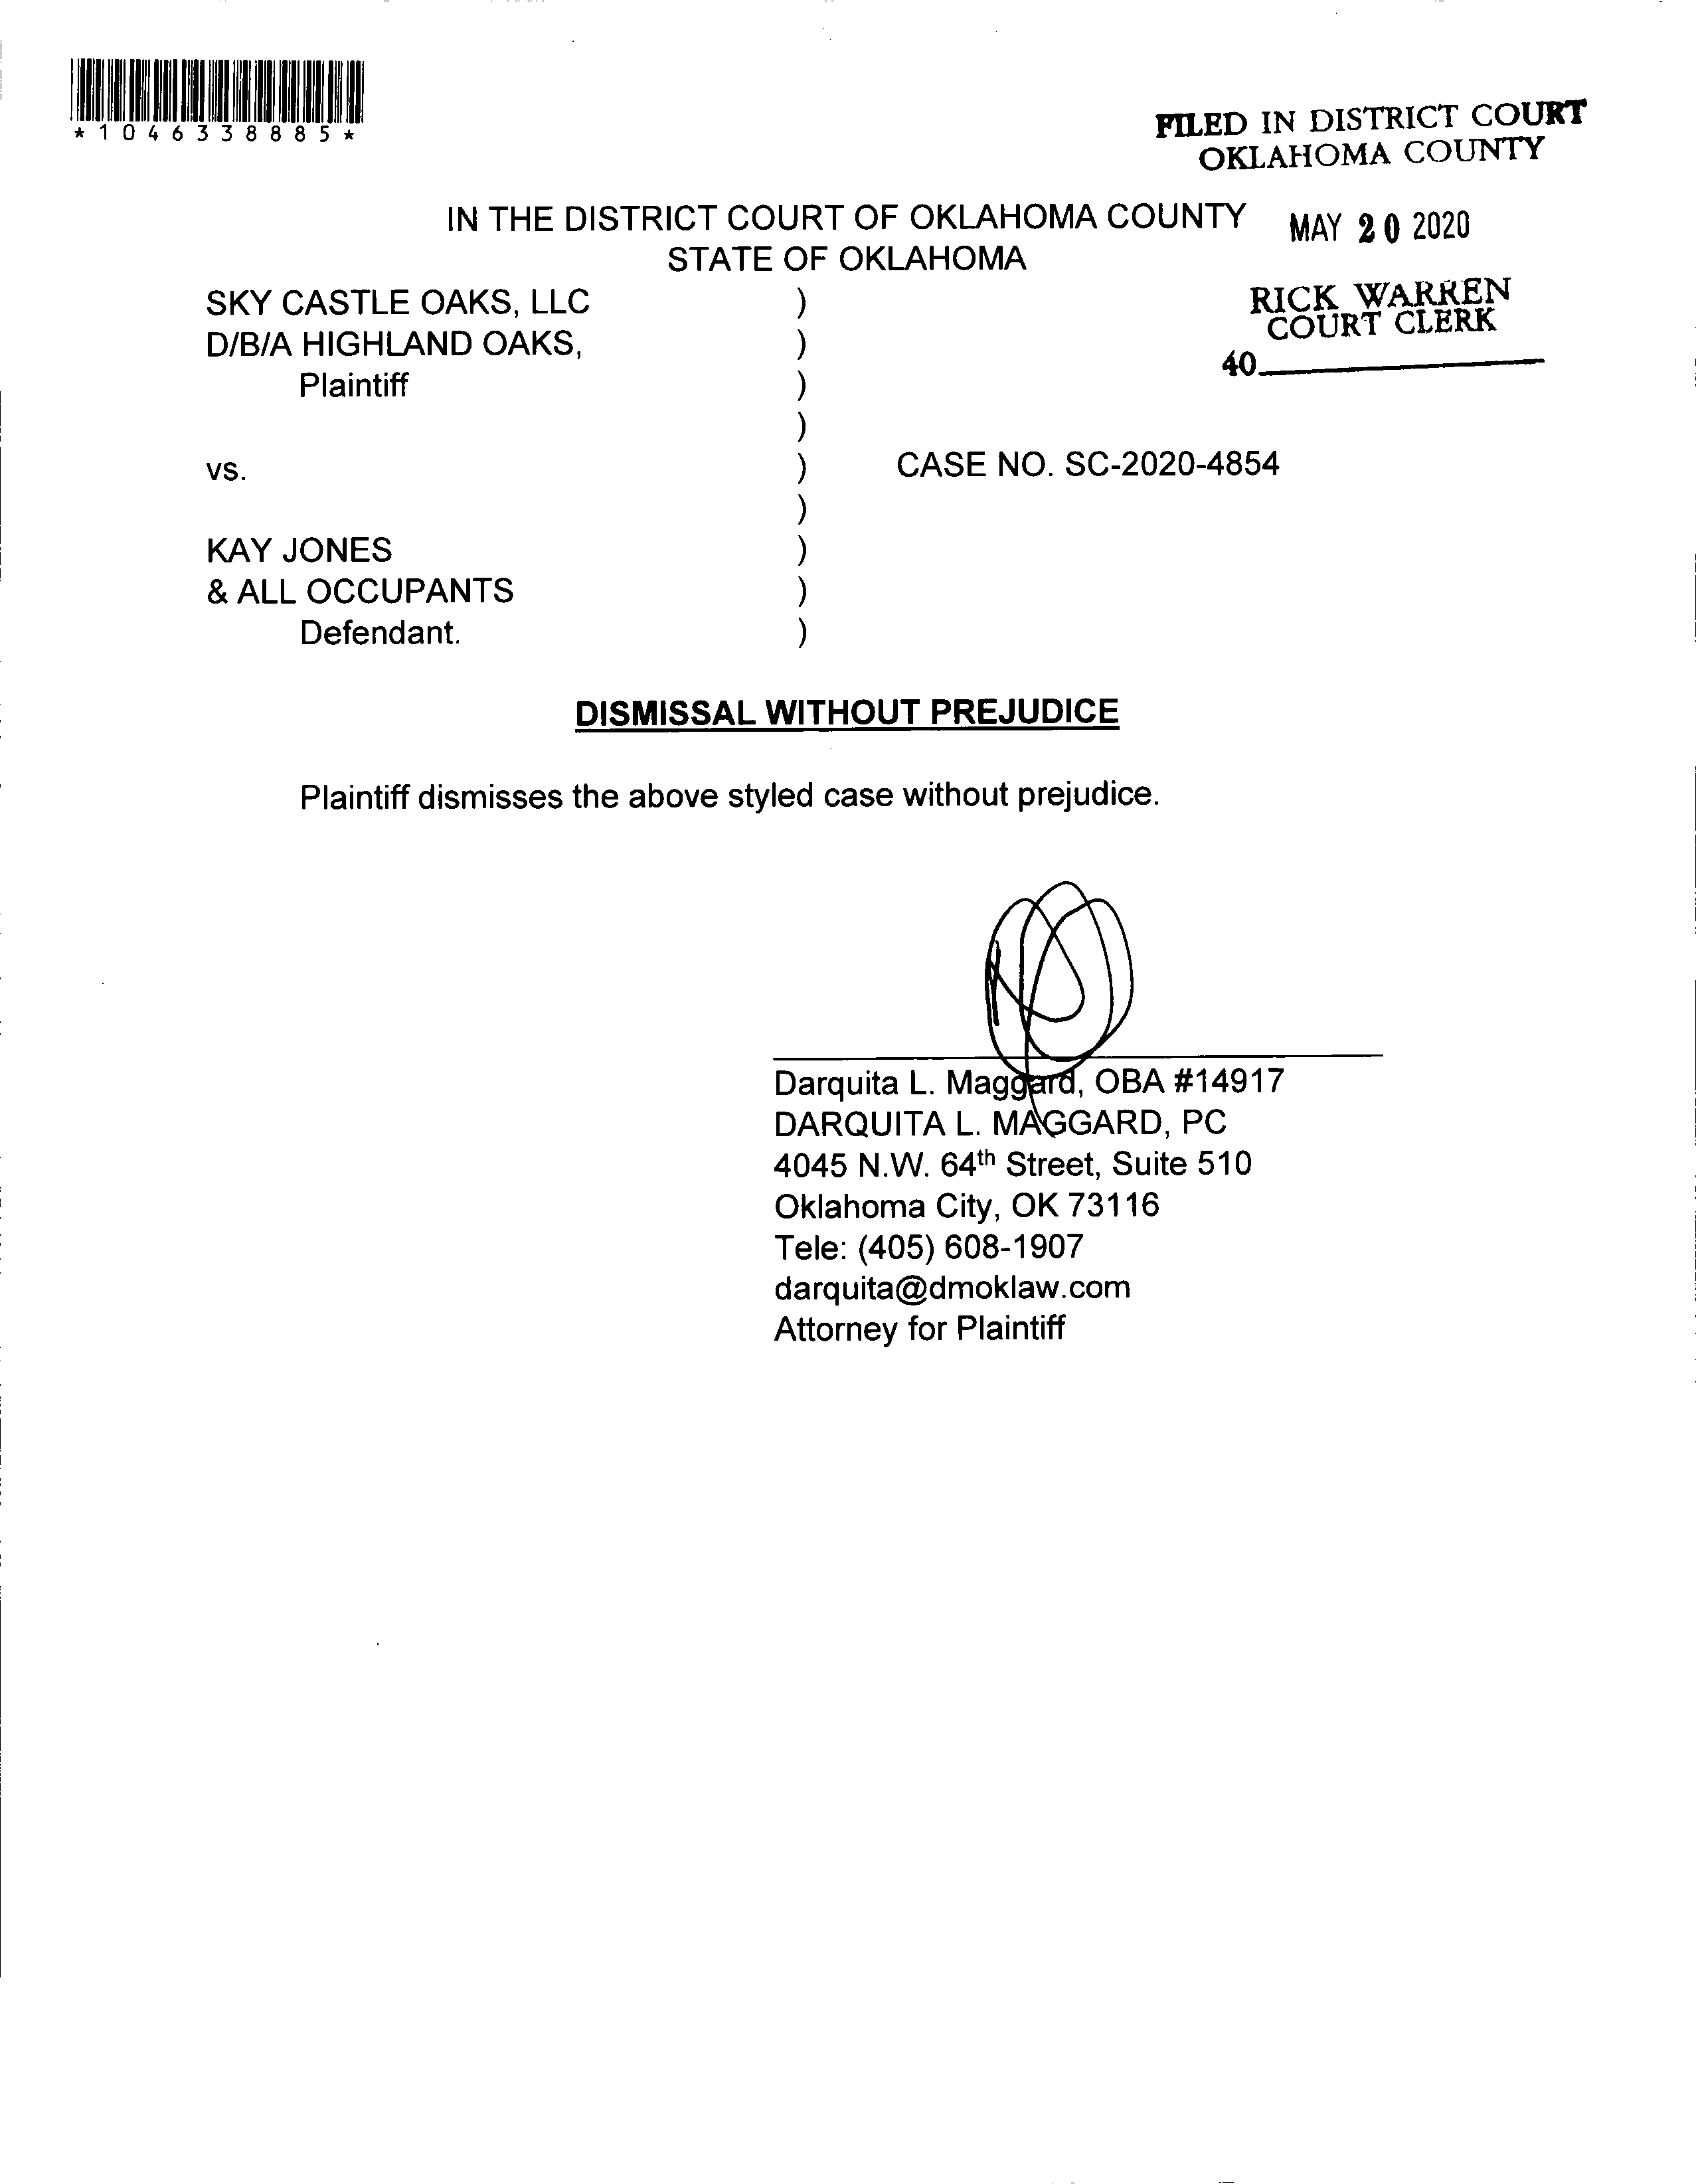 *1046338885*
FILED IN DISTRICT COURT
OKLAHOMA COUNTY
IN THE DISTRICT COURT OF OKLAHOMA COUNTY
MAY 20 2020
STATE OF OKLAHOMA
RICK WARREN
COURT CLERK
40
SKY CASTLE OAKS, LLC )
D/B/A HIGHLAND OAKS, )
Plaintiff )
)
vs. ) CASE NO. SC-2020-4854
)
KAY JONES )
& ALL OCCUPANTS )
Defendant. )
DISMISSAL WITHOUT PREJUDICE
Plaintiff dismisses the above styled case without prejudice.
Darquita L. Maggard, OBA #14917
DARQUITA L. MAGGARD, PC
4045 N.W. 64th Street, Suite 510
Oklahoma City, OK 73116
Tele: (405) 608-1907
darquita@dmoklaw.com
Attorney for Plaintiff